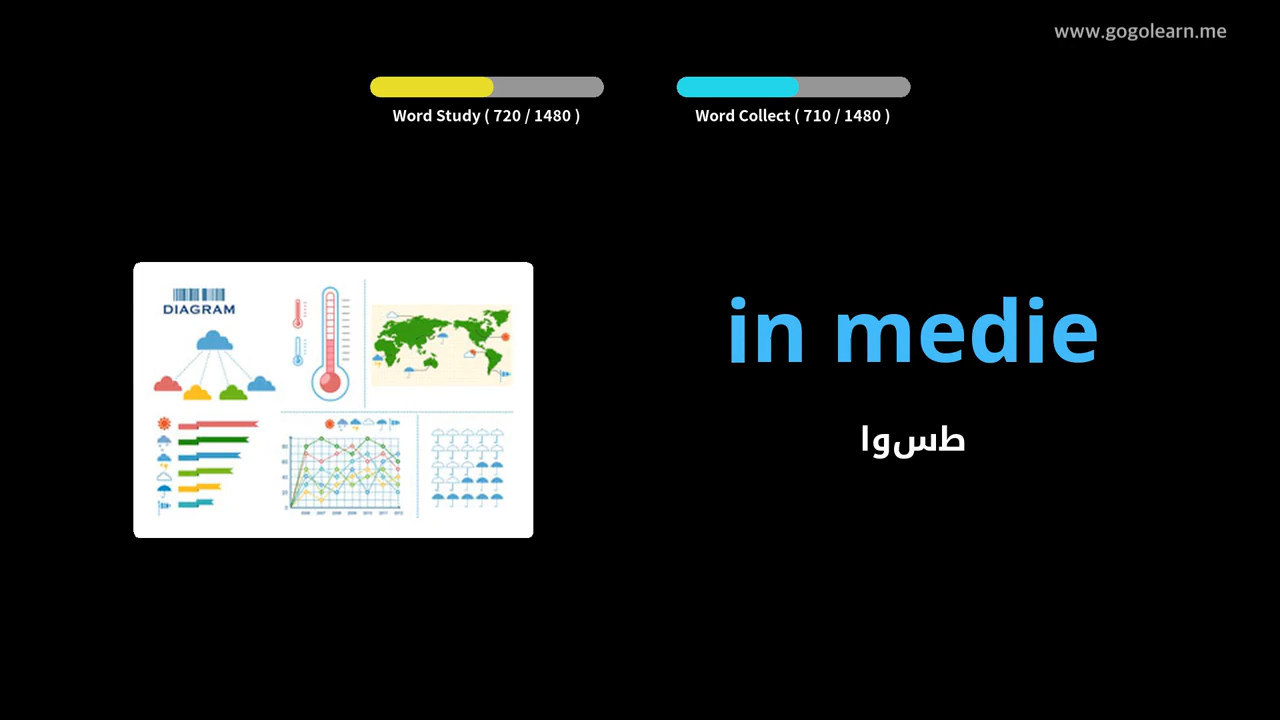 www.gogolearn.me
Word Study ( 720 / 1480 )
Word Collect ( 710 / 1480 )
DIAGRAM
in medie
طسوا